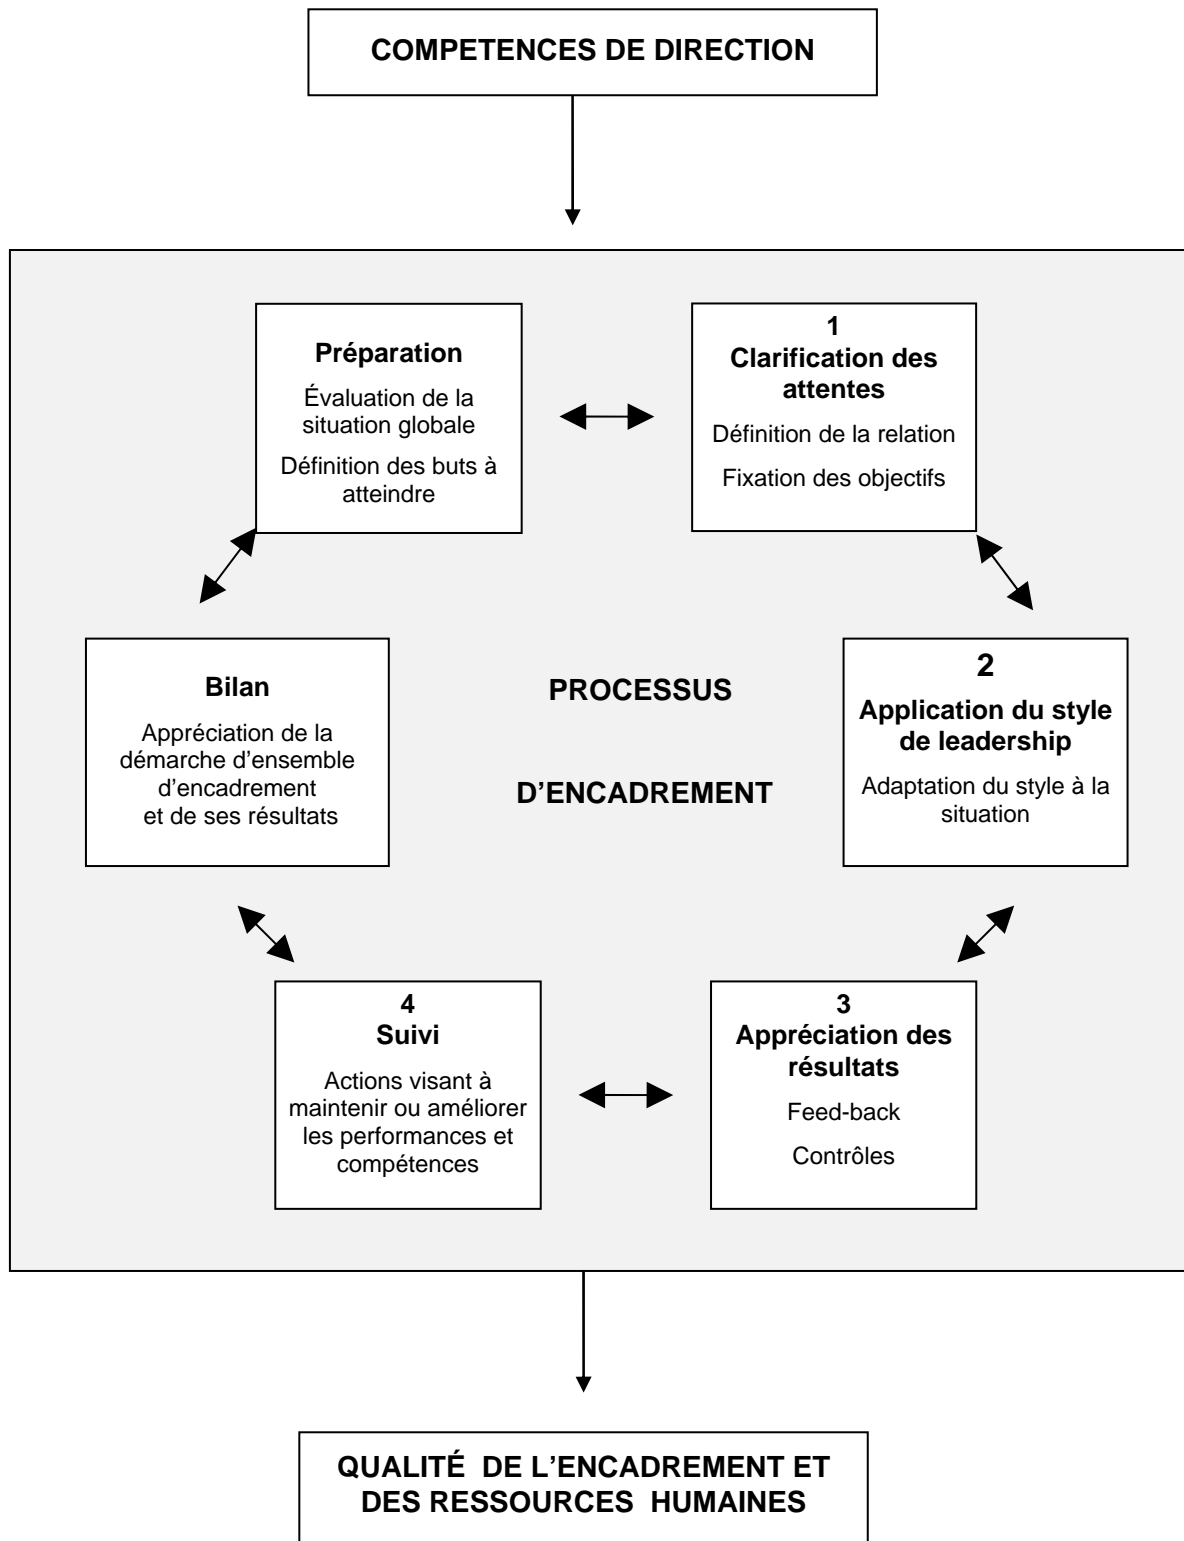 COMPETENCES DE DIRECTION
Préparation
Évaluation de la
situation globale
Définition des buts à
atteindre
1
Clarification des
attentes
Définition de la relation
Fixation des objectifs
Bilan
Appréciation de la
démarche d'ensemble
d'encadrement
et de ses résultats
PROCESSUS
D'ENCADREMENT
2
Application du style
de leadership
Adaptation du style à la
situation
4
Suivi
Actions visant à
maintenir ou améliorer
les performances et
compétences
3
Appréciation des
résultats
Feed-back
Contrôles
QUALITÉ  DE L'ENCADREMENT ET
DES RESSOURCES  HUMAINES